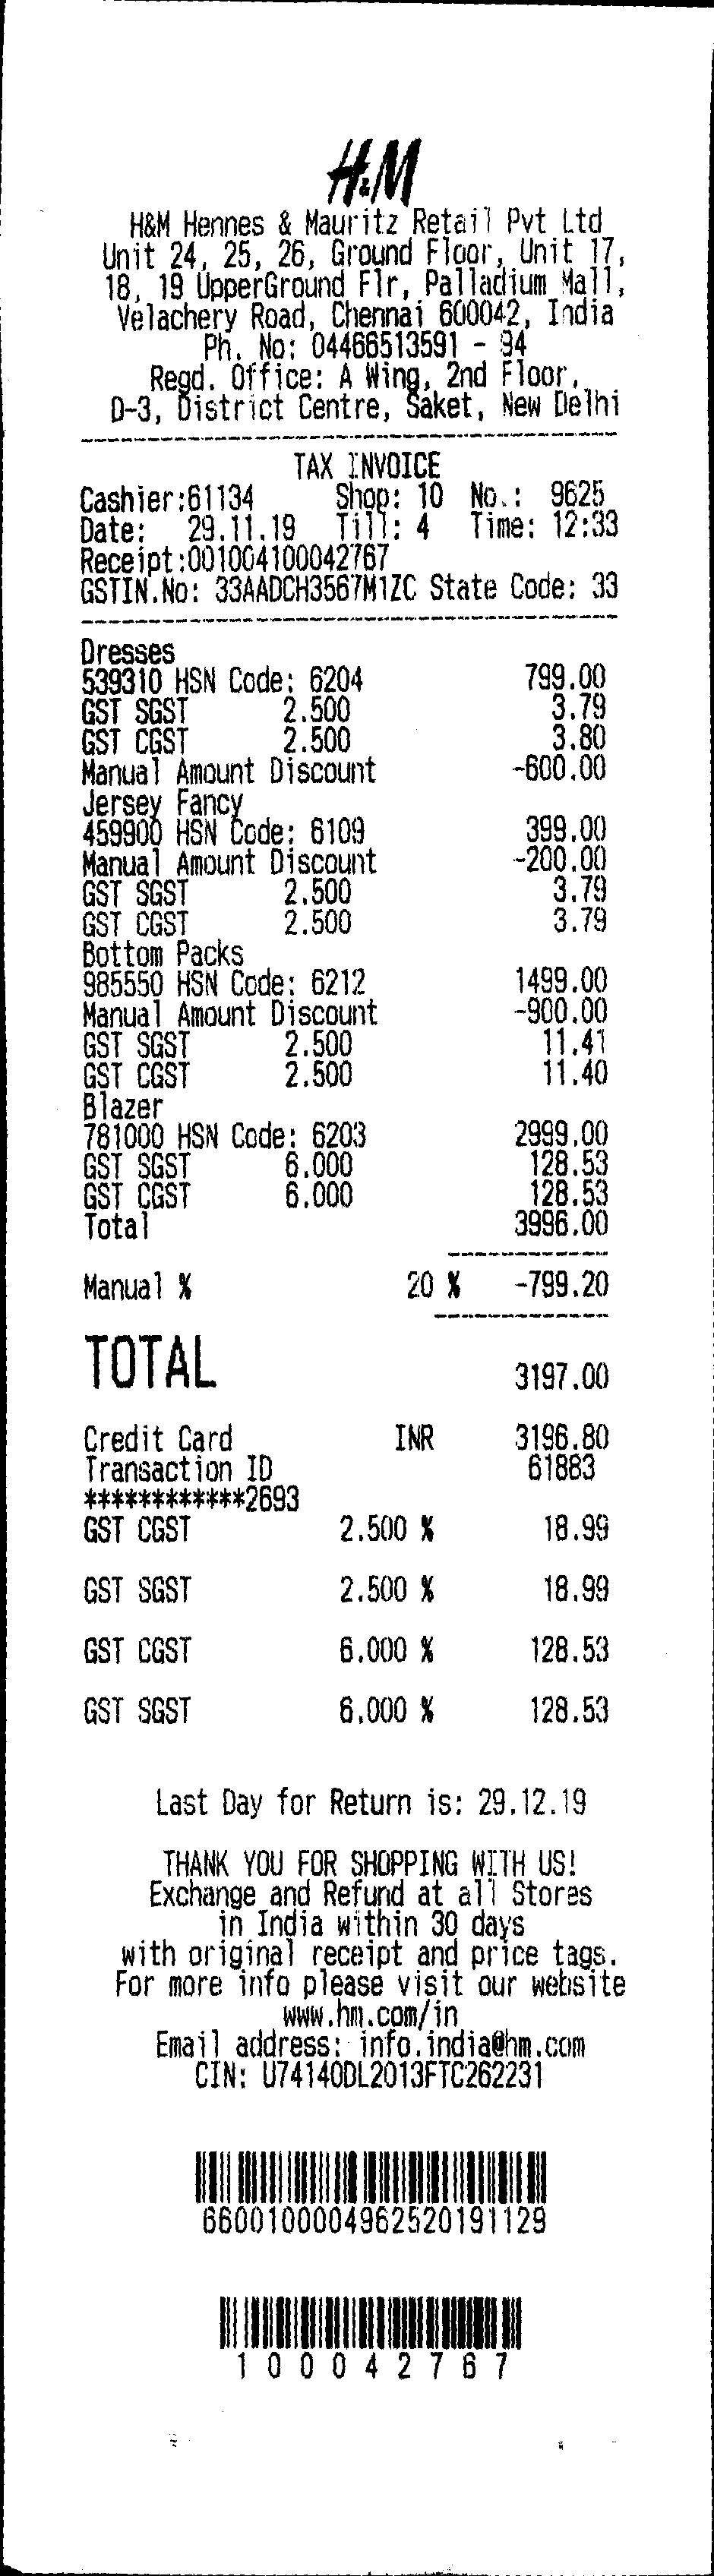 H&M
H&M Hennes & Mauritz Retail Pvt Ltd
Unit 24, 25, 26, Ground Floor, Unit 17,
18, 19 UpperGround Flr, Palladium Mall,
Velachery Road, Chennai 600042, India
Ph. No: 04466513591 - 94
Regd. Office: A Wing, 2nd Floor,
D-3, District Centre, Saket, New Delhi
TAX INVOICE
Cashier:61134 Shop: 10 No.: 9625
Date: 29.11.19 Till: 4 Time: 12:33
Receipt:001004100042767
GSTIN.No: 33AADCH3567M1ZC State Code: 33
Dresses
539310 HSN Code: 6204 799.00
GST SGST 2.500 3.79
GST CGST 2.500 3.80
Manual Amount Discount -600.00
Jersey Fancy
459900 HSN Code: 6109 399.00
Manual Amount Discount -200.00
GST SGST 2.500 3.79
GST CGST 2.500 3.79
Bottom Packs
985550 HSN Code: 6212 1499.00
Manual Amount Discount -900.00
GST SGST 2.500 11.41
GST CGST 2.500 11.40
Blazer
781000 HSN Code: 6203 2999.00
GST SGST 6.000 128.53
GST CGST 6.000 128.53
Total 3996.00
Manual % 20 % -799.20
TOTAL 3197.00
Credit Card INR 3196.80
Transaction ID 61883
************2693
GST CGST 2.500 % 18.99
GST SGST 2.500 % 18.99
GST CGST 6.000 % 128.53
GST SGST 6.000 % 128.53
Last Day for Return is: 29.12.19
THANK YOU FOR SHOPPING WITH US!
Exchange and Refund at all Stores
in India within 30 days
with original receipt and price tags.
For more info please visit our website
www.hm.com/in
Email address: info.india@hm.com
CIN: U74140DL2013FTC262231
6600100004962520191129
100042767